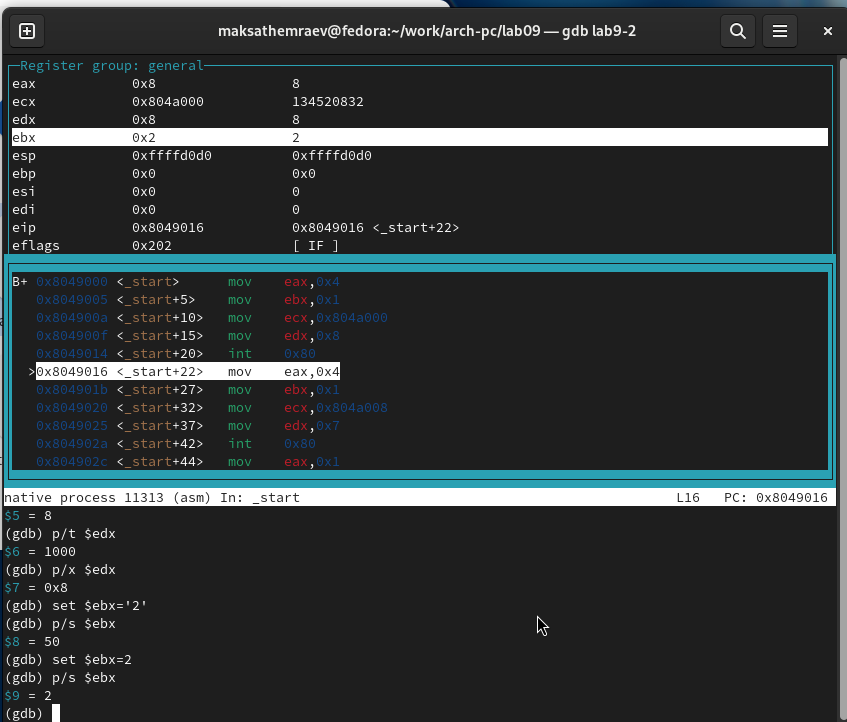 maksathemraev@fedora:~/work/arch-pc/lab09 — gdb lab9-2
Register group: general
eax 0x8 8
ecx 0x804a000 134520832
edx 0x8 8
ebx 0x2 2
esp 0xffffd0d0 0xffffd0d0
ebp 0x0 0x0
esi 0x0 0
edi 0x0 0
eip 0x8049016 0x8049016 <_start+22>
eflags 0x202 [ IF ]
B+ 0x8049000 <_start> mov eax,0x4
0x8049005 <_start+5> mov ebx,0x1
0x804900a <_start+10> mov ecx,0x804a000
0x804900f <_start+15> mov edx,0x8
0x8049014 <_start+20> int 0x80
>0x8049016 <_start+22> mov eax,0x4
0x804901b <_start+27> mov ebx,0x1
0x8049020 <_start+32> mov ecx,0x804a008
0x8049025 <_start+37> mov edx,0x7
0x804902a <_start+42> int 0x80
0x804902c <_start+44> mov eax,0x1
native process 11313 (asm) In: _start L16 PC: 0x8049016
$5 = 8
(gdb) p/t $edx
$6 = 1000
(gdb) p/x $edx
$7 = 0x8
(gdb) set $ebx='2'
(gdb) p/s $ebx
$8 = 50
(gdb) set $ebx=2
(gdb) p/s $ebx
$9 = 2
(gdb)